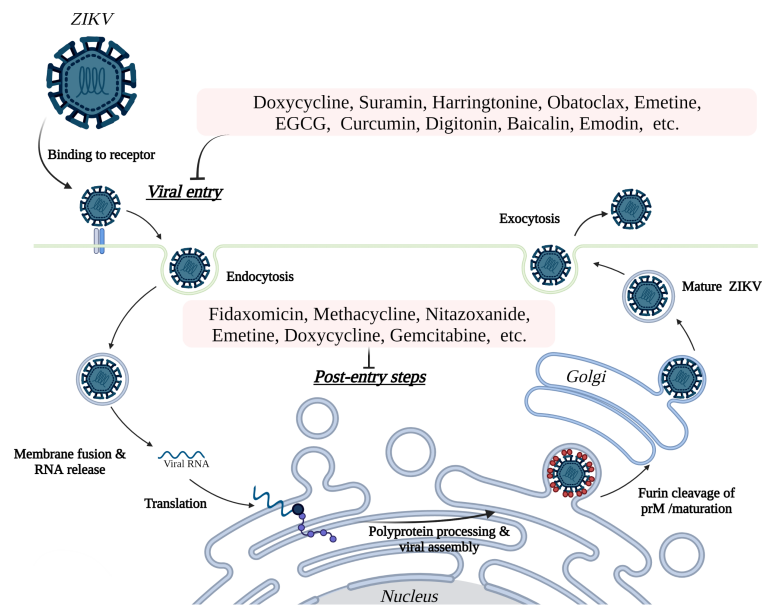 ZIKV
Doxycycline, Suramin, Harringtonine, Obatoclax, Emetine,
EGCG, Curcumin, Digitonin, Baicalin, Emodin, etc.
Binding to receptor
Viral entry
Exocytosis
Endocytosis
Mature ZIKV
Fidaxomicin, Methacycline, Nitazoxanide,
Emetine, Doxycycline, Gemcitabine, etc.
Post-entry steps
Golgi
Membrane fusion &
RNA release
Viral RNA
Translation
Furin cleavage of
prM /maturation
Polyprotein processing &
viral assembly
Nucleus